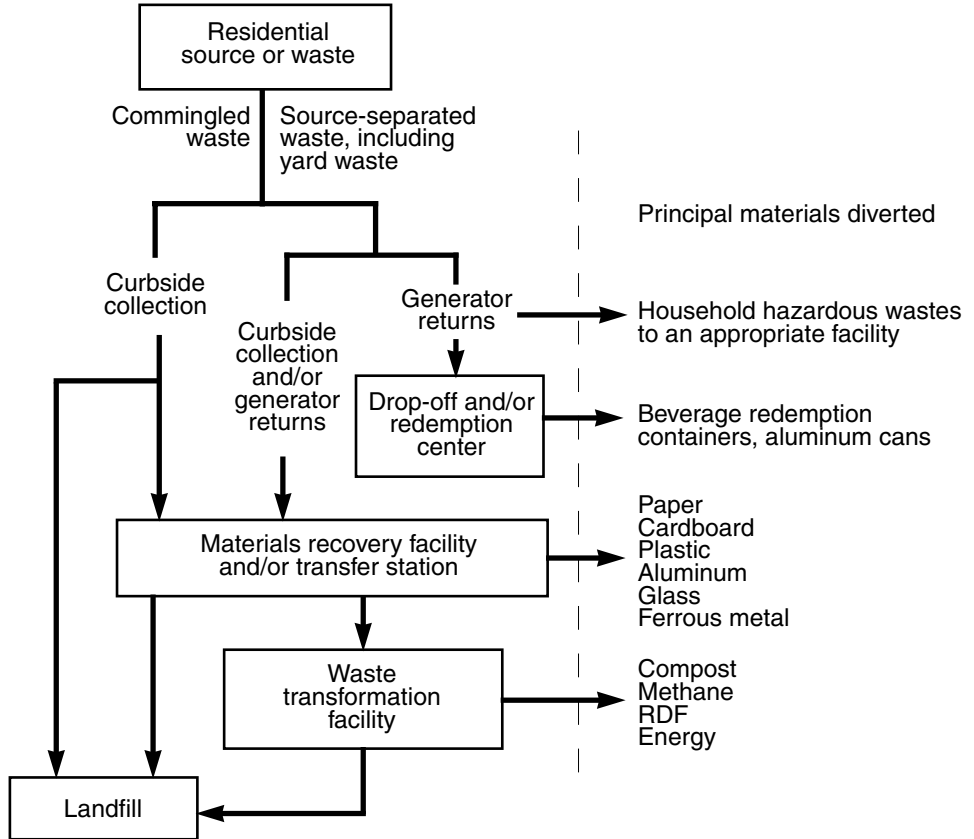 Residential
source or waste
Commingled
waste
Source-separated
waste, including
yard waste
Principal materials diverted
Curbside
collection
Curbside
collection
and/or
generator
returns
Generator
returns
Household hazardous wastes
to an appropriate facility
Drop-off and/or
redemption
center
Beverage redemption
containers, aluminum cans
Materials recovery facility
and/or transfer station
Paper
Cardboard
Plastic
Aluminum
Glass
Ferrous metal
Waste
transformation
facility
Compost
Methane
RDF
Energy
Landfill